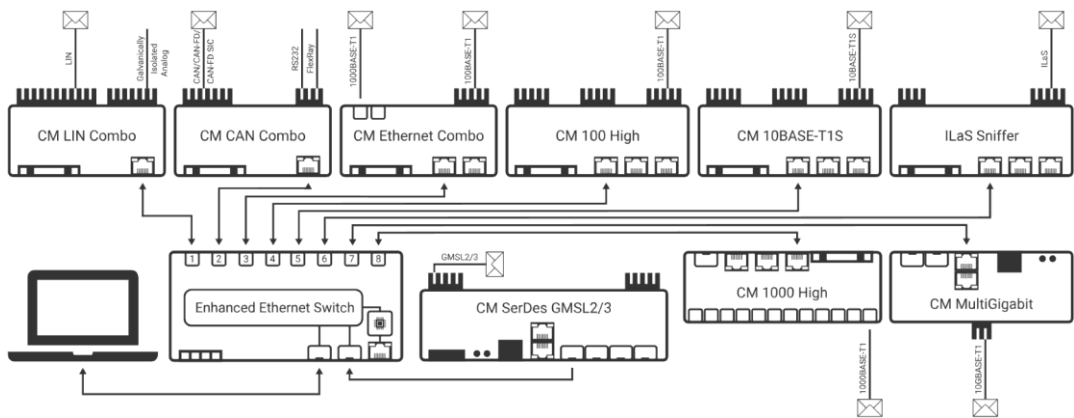 LIN
Galvanically
Isolated
Analog
CAN/CAN-FD/
CAN-FD SIC
RS232
FlexRay
1000BASE-T1
100BASE-T1
100BASE-T1
10BASE-T1S
ILaS
CM LIN Combo
CM CAN Combo
CM Ethernet Combo
CM 100 High
CM 10BASE-T1S
ILaS Sniffer
1
2
3
4
5
6
7
8
GMSL2/3
Enhanced Ethernet Switch
CM SerDes GMSL2/3
CM 1000 High
CM MultiGigabit
1000BASE-T1
10GBASE-T1